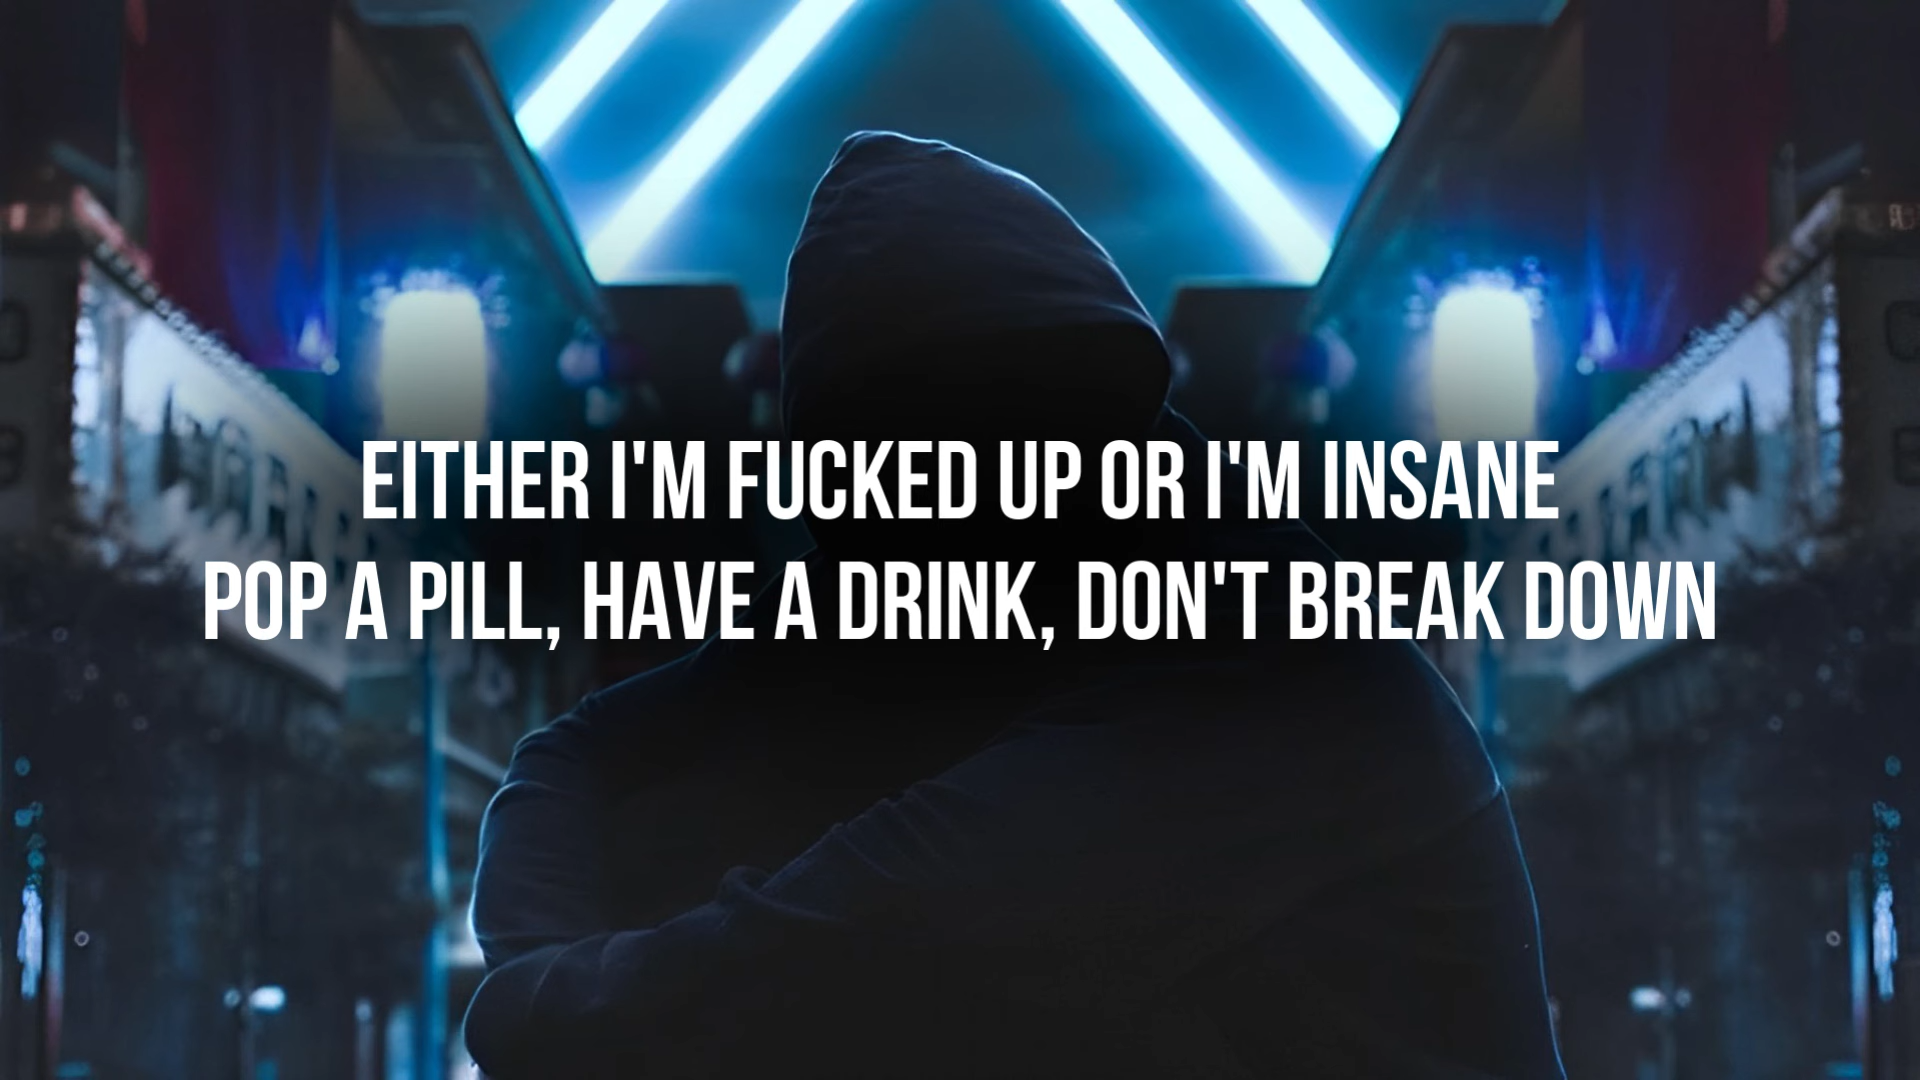 EITHER I'M FUCKED UP OR I'M INSANE
POP A PILL, HAVE A DRINK, DON'T BREAK DOWN